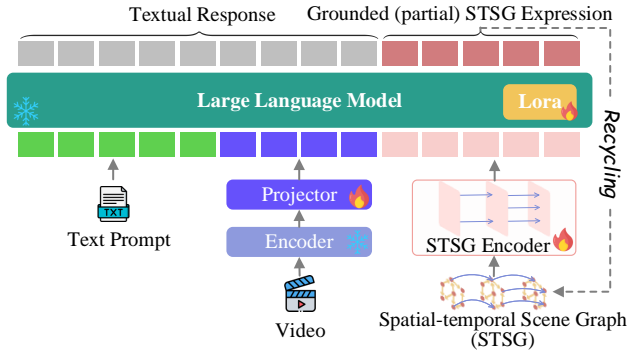 Textual Response
Grounded (partial) STSG Expression
Large Language Model
Lora
Recycling
Projector
TXT
Text Prompt
Encoder
STSG Encoder
Video
Spatial-temporal Scene Graph
(STSG)